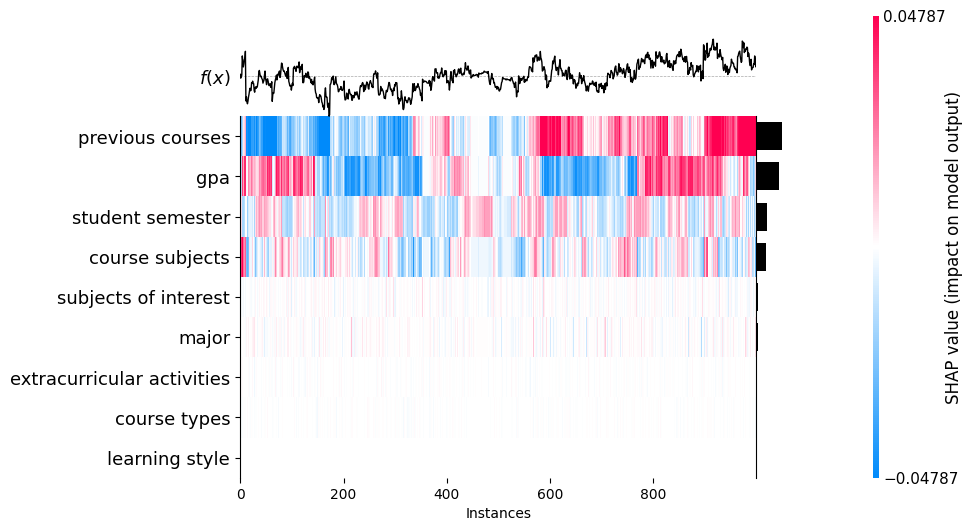 0.04787
f(x)
previous courses
gpa
student semester
course subjects
subjects of interest
major
extracurricular activities
course types
learning style
0 200 400 600 800
Instances
SHAP value (impact on model output)
−0.04787